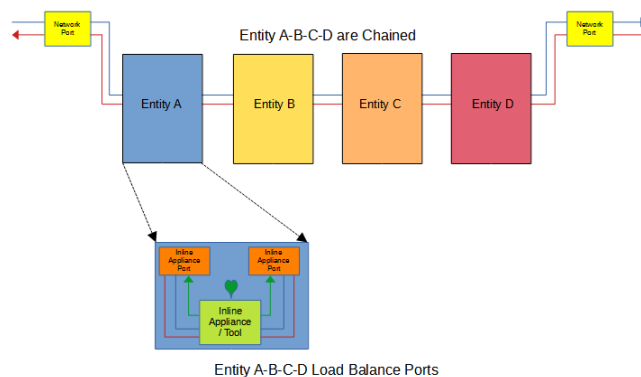 Network
Port
Entity A-B-C-D are Chained
Network
Port
Entity A
Entity B
Entity C
Entity D
Inline
Appliance
Port
Inline
Appliance
Port
Inline
Appliance
/ Tool
Entity A-B-C-D Load Balance Ports